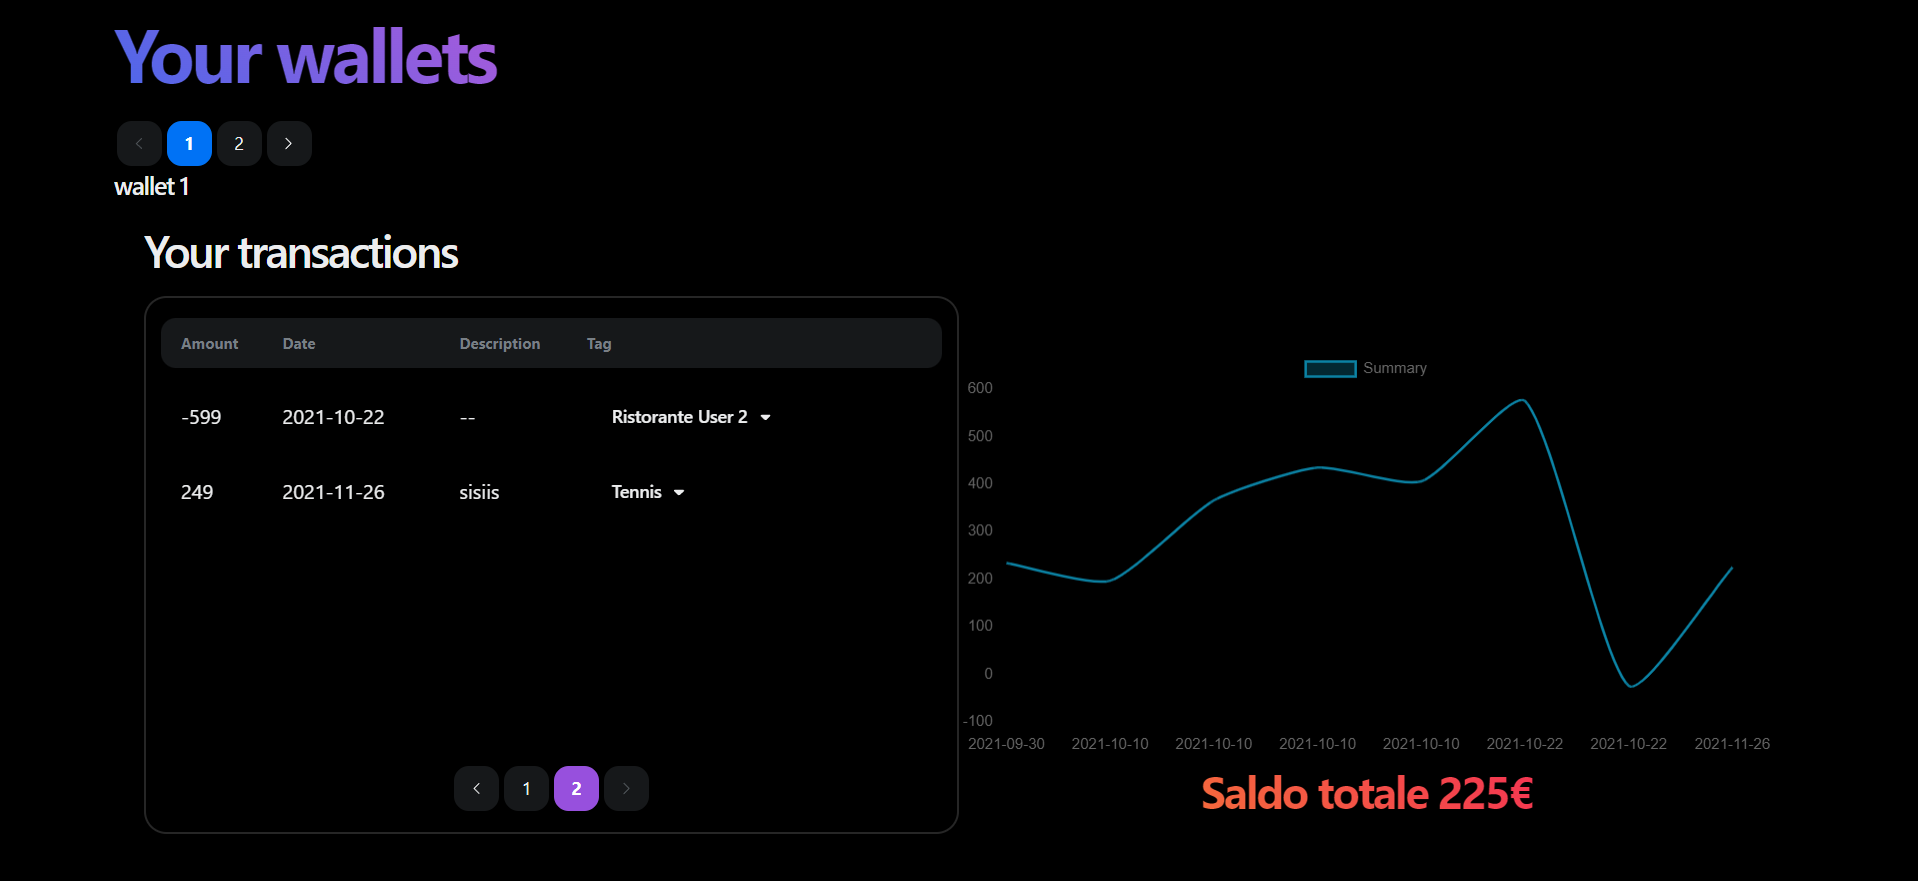 Your wallets
1 2
wallet 1
Your transactions
Amount Date Description Tag
-599 2021-10-22 -- Ristorante User 2
249 2021-11-26 sisiis Tennis
1 2
Summary
600
500
400
300
200
100
0
-100
2021-09-30 2021-10-10 2021-10-10 2021-10-10 2021-10-10 2021-10-22 2021-10-22 2021-11-26
Saldo totale 225€